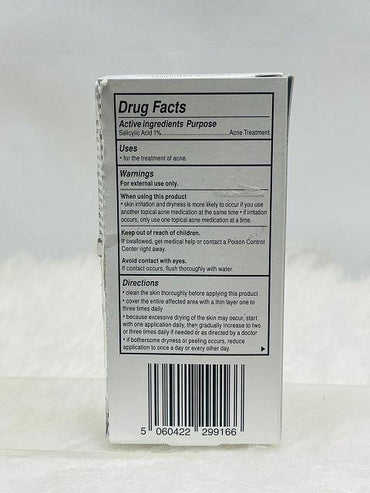 Drug Facts
Active ingredients Purpose
Salicylic Acid 1% Acne Treatment
Uses
• for the treatment of acne.
Warnings
For external use only.
When using this product
• skin irritation and dryness is more likely to occur if you use
another topical acne medication at the same time • if irritation
occurs, only use one topical acne medication at a time.
Keep out of reach of children.
If swallowed, get medical help or contact a Poison Control
Center right away.
Avoid contact with eyes.
If contact occurs, flush thoroughly with water.
Directions
• clean the skin thoroughly before applying this product
• cover the entire affected area with a thin layer one to
three times daily
• because excessive drying of the skin may occur, start
with one application daily, then gradually increase to two
or three times daily if needed or as directed by a doctor
• if bothersome dryness or peeling occurs, reduce
application to once a day or every other day.
5 060422 299166